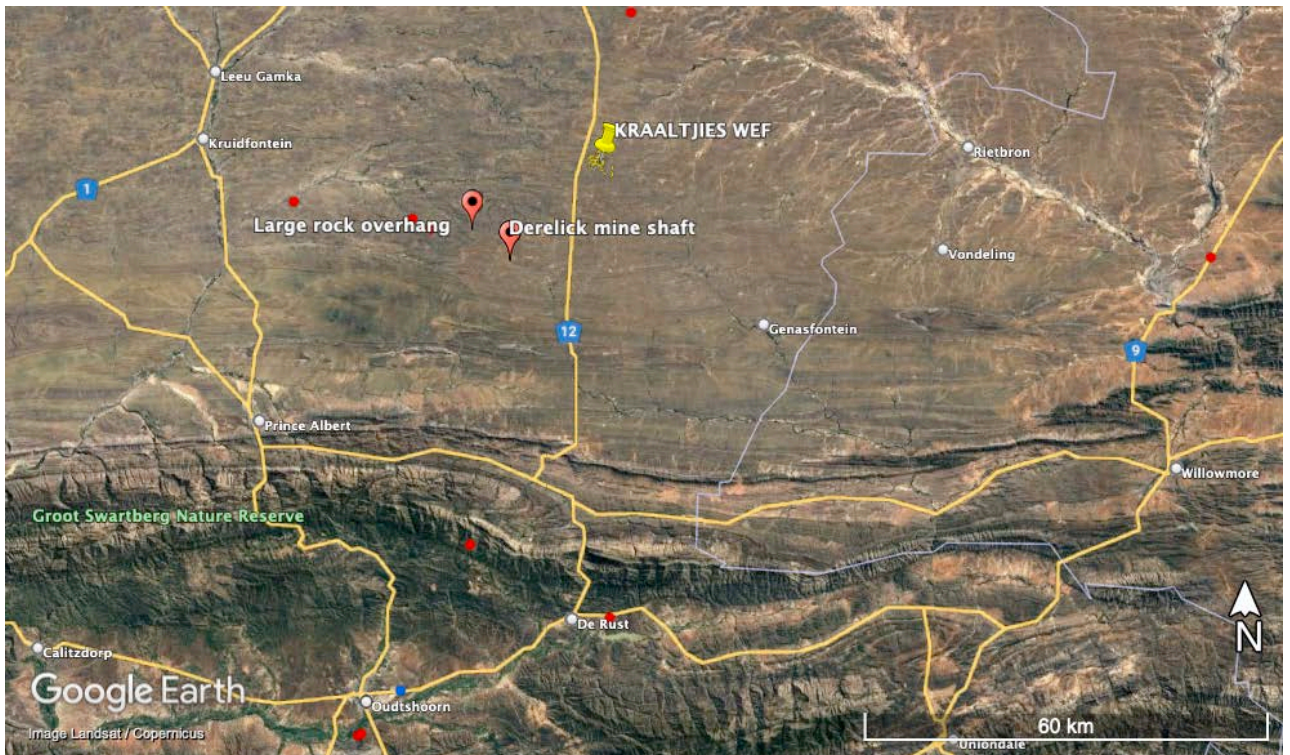 Leeu Gamka
KRAALTJIES WEF
Kruidfontein
Rietbron
1
Large rock overhang
Derelick mine shaft
Vondeling
12
Genasfontein
9
Prince Albert
Willowmore
Groot Swartberg Nature Reserve
De Rust
N
Calitzdorp
Google Earth
Oudtshoorn
60 km
Image Landsat / Copernicus
Uniondale